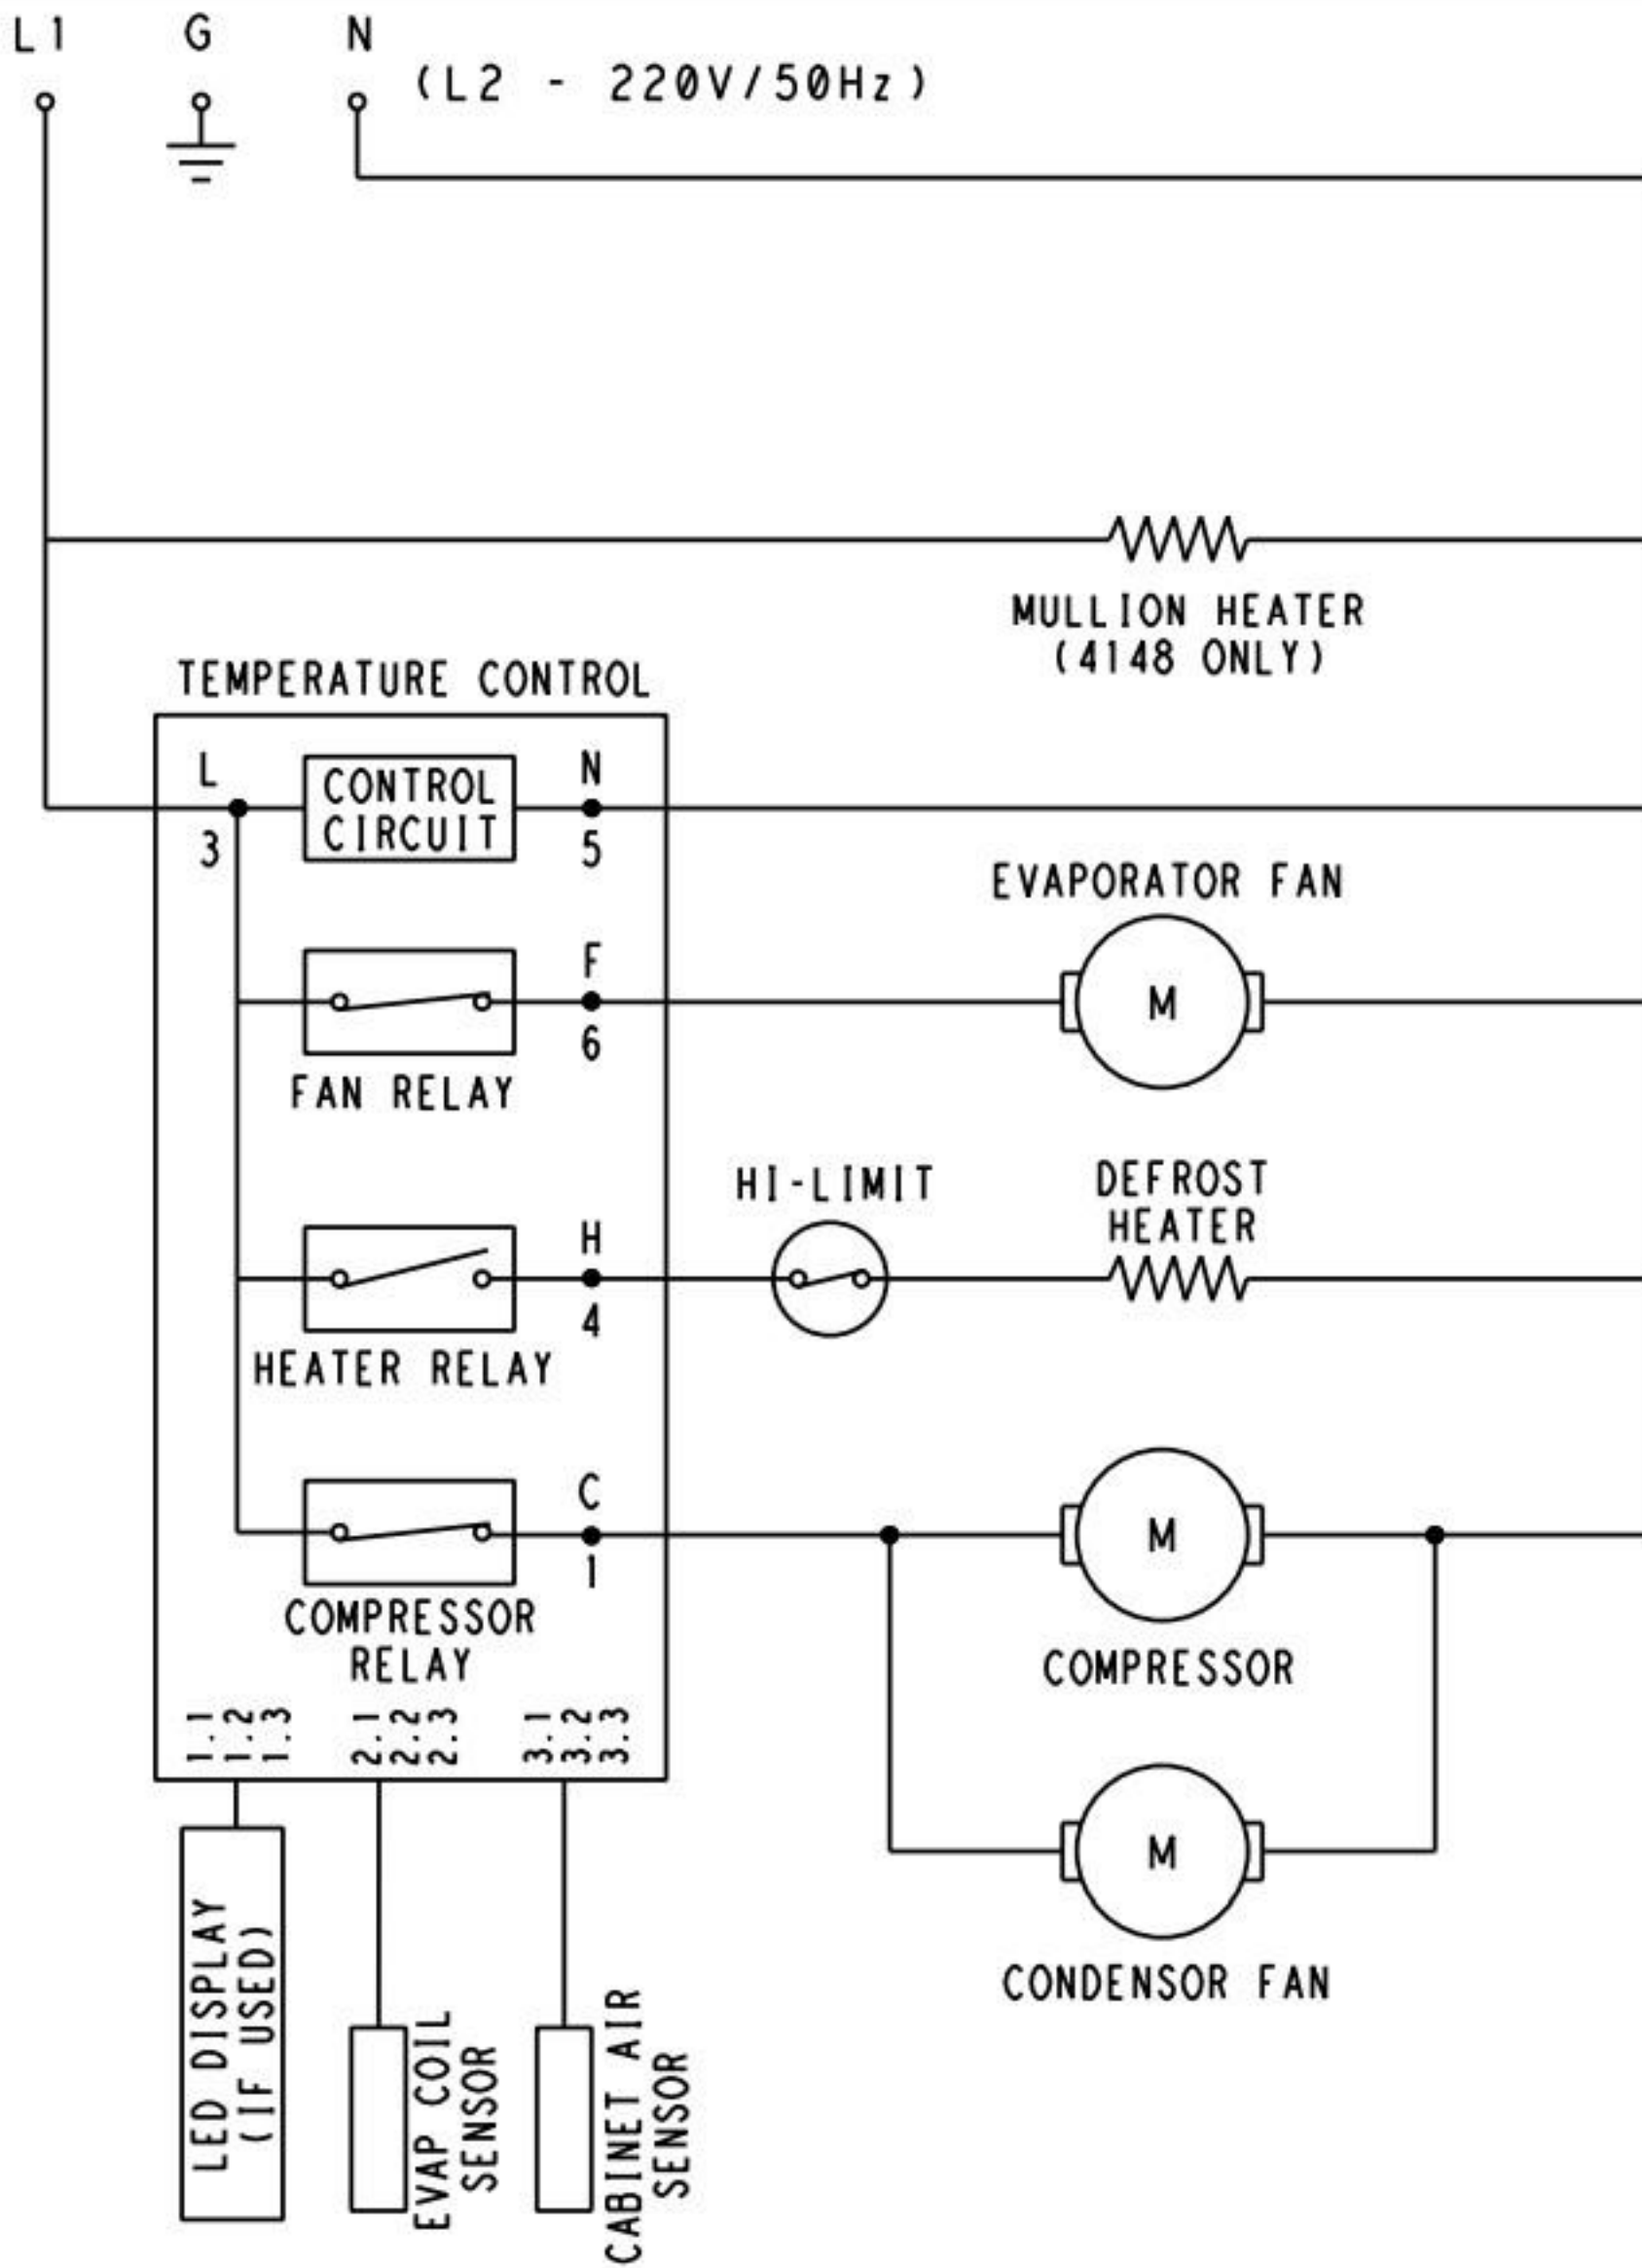 L1 G N
(L2 - 220V/50Hz)
MULLION HEATER
(4148 ONLY)
TEMPERATURE CONTROL
L
3
CONTROL
CIRCUIT
N
5
EVAPORATOR FAN
M
F
6
FAN RELAY
HI-LIMIT
DEFROST
HEATER
H
4
HEATER RELAY
C
1
COMPRESSOR
RELAY
M
COMPRESSOR
M
CONDENSOR FAN
1.1
1.2
1.3
2.1
2.2
2.3
3.1
3.2
3.3
LED DISPLAY
(IF USED)
EVAP COIL
SENSOR
CABINET AIR
SENSOR